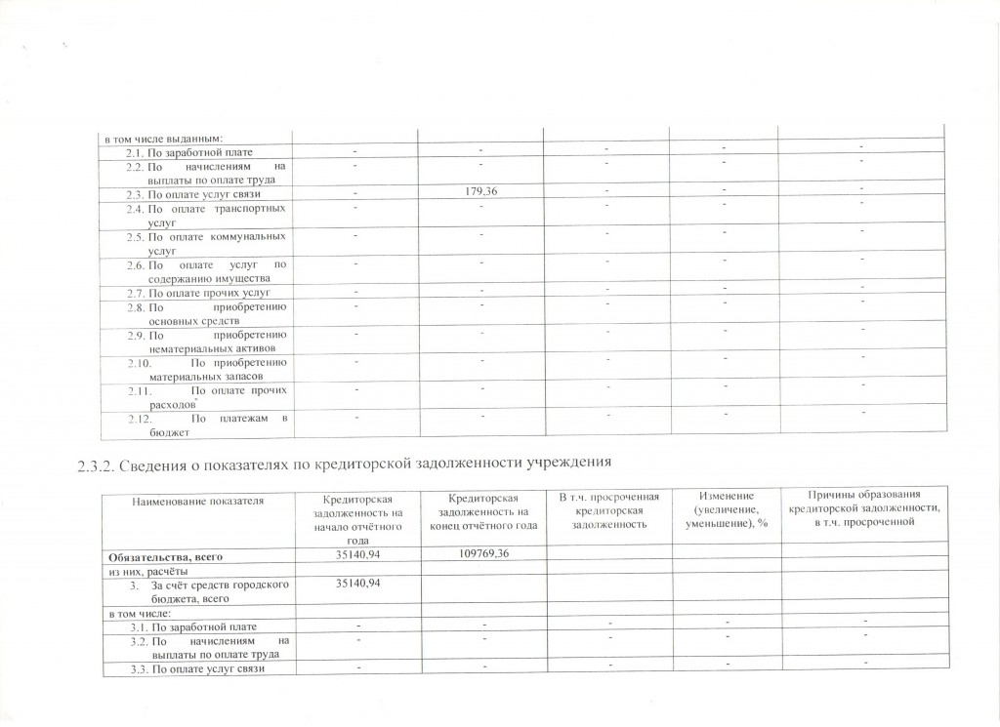 в том числе выданным:
2.1. По заработной плате - - - - -
2.2. По начислениям на - - - - -
выплаты по оплате труда
2.3. По оплате услуг связи - 179,36 - - -
2.4. По оплате транспортных - - - - -
услуг
2.5. По оплате коммунальных - - - - -
услуг
2.6. По оплате услуг по - - - - -
содержанию имущества
2.7. По оплате прочих услуг - - - - -
2.8. По приобретению - - - - -
основных средств
2.9. По приобретению - - - - -
нематериальных активов
2.10. По приобретению - - - - -
материальных запасов
2.11. По оплате прочих - - - - -
расходов
2.12. По платежам в - - - - -
бюджет
2.3.2. Сведения о показателях по кредиторской задолженности учреждения
Наименование показателя
Кредиторская
задолженность на
начало отчётного
года
Кредиторская
задолженность на
конец отчётного года
В т.ч. просроченная
кредиторская
задолженность
Изменение
(увеличение,
уменьшение), %
Причины образования
кредиторской задолженности,
в т.ч. просроченной
Обязательства, всего 35140,94 109769,36
из них, расчёты
3. За счёт средств городского 35140,94
бюджета, всего
в том числе:
3.1. По заработной плате - - - - -
3.2. По начислениям на - - - - -
выплаты по оплате труда
3.3. По оплате услуг связи - - - - -